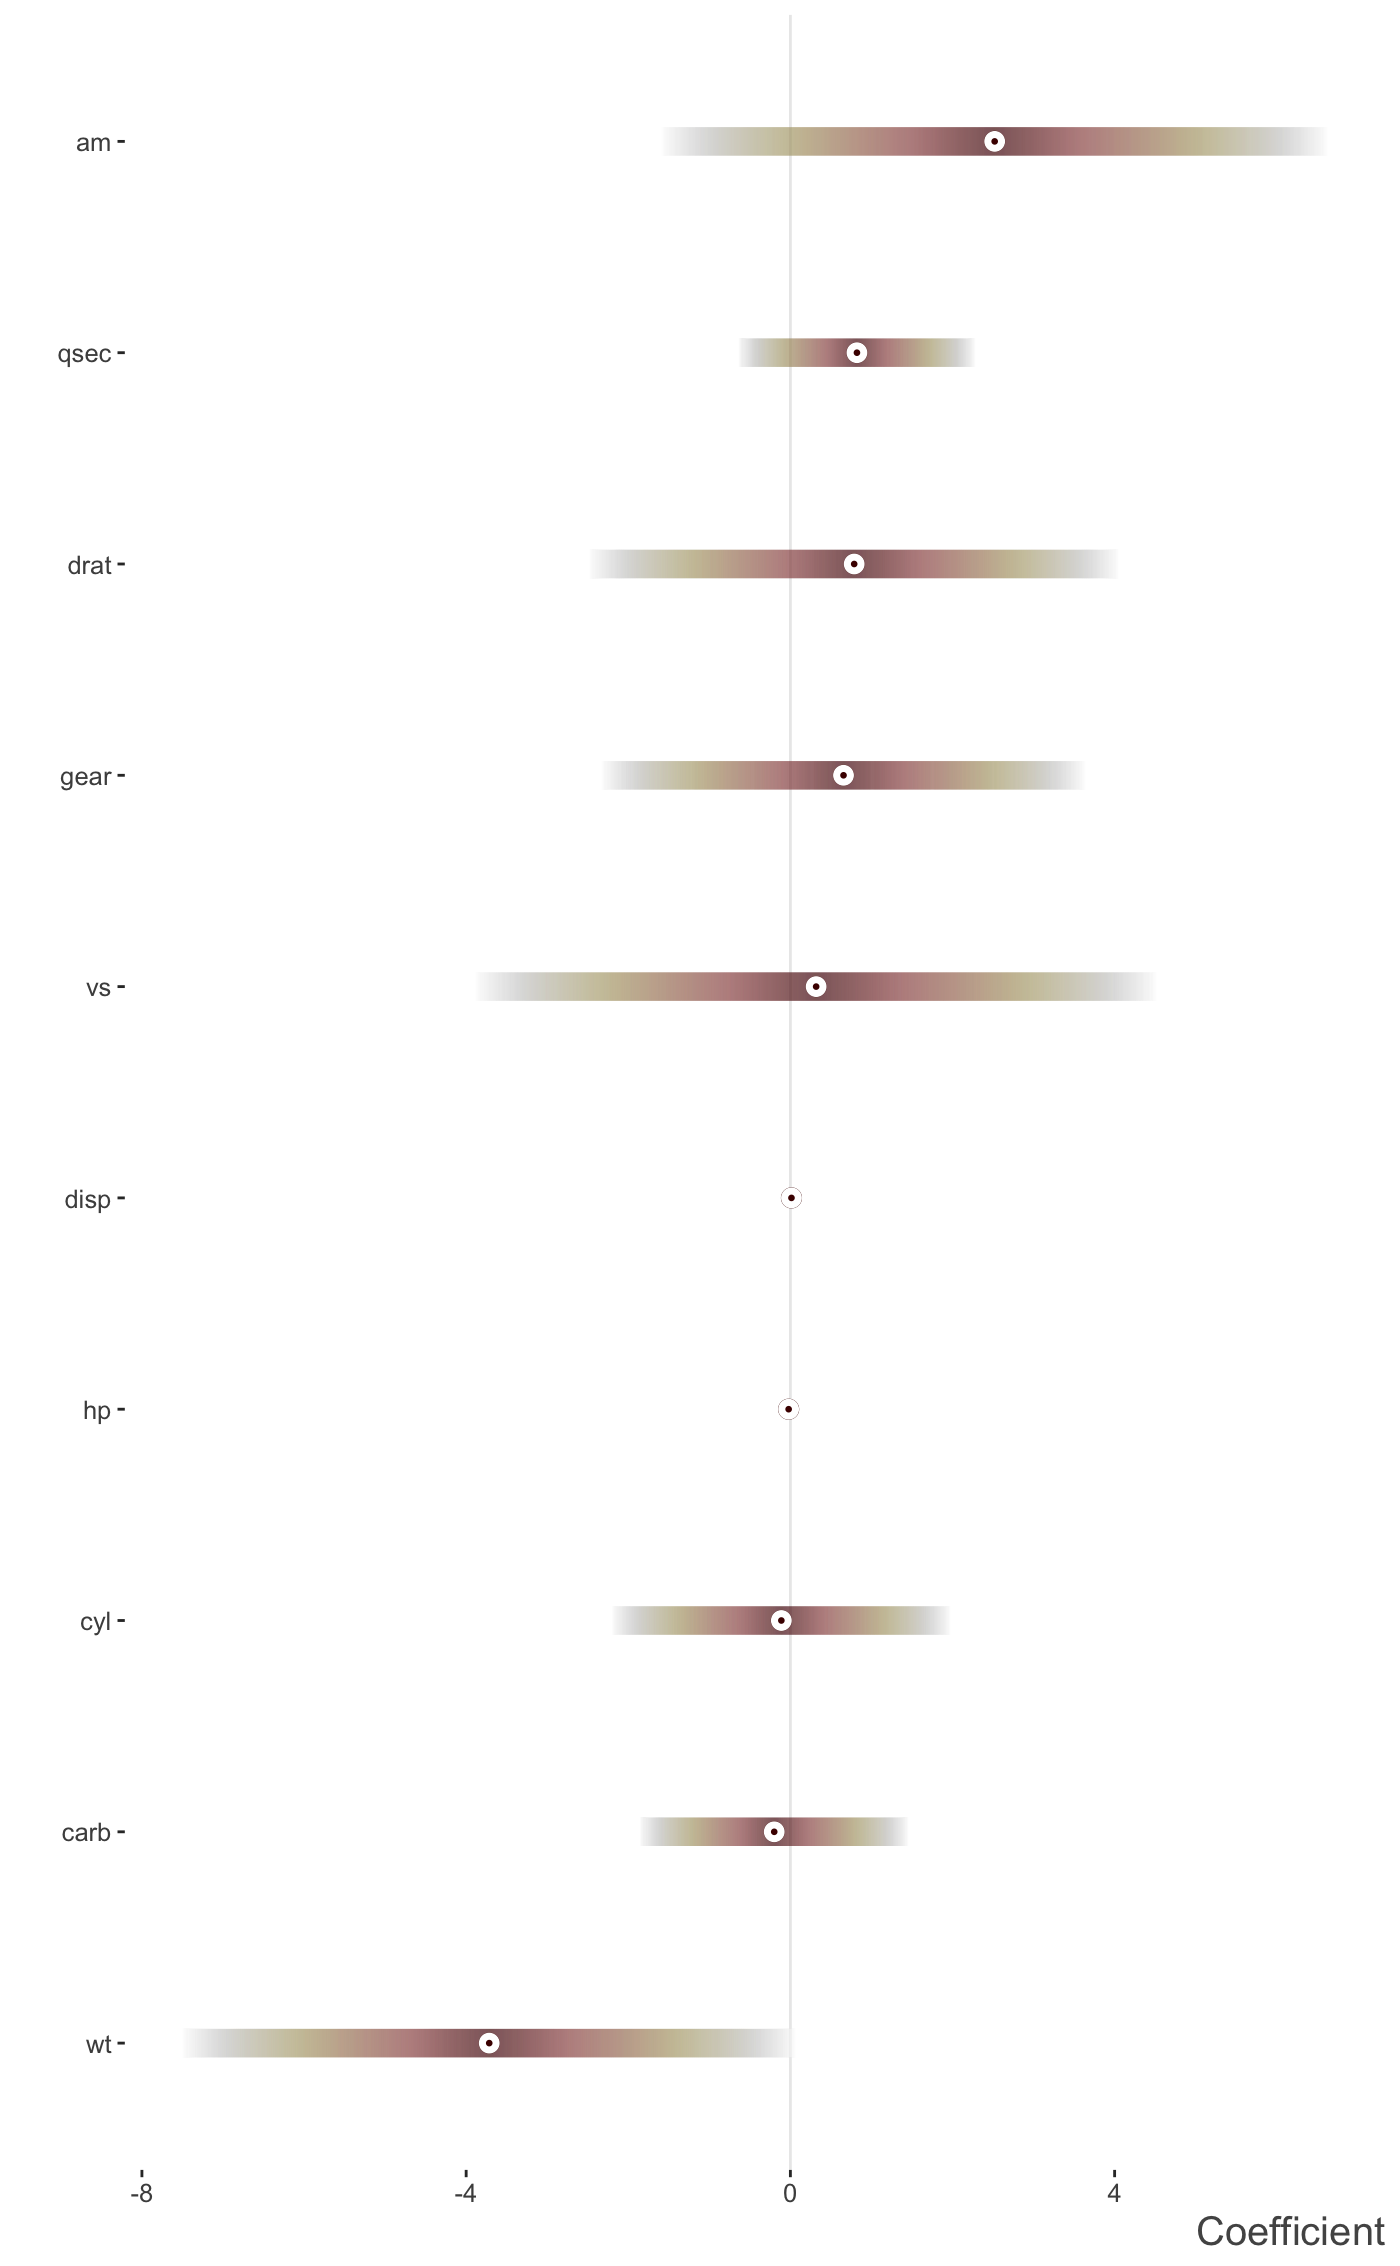 am
qsec
drat
gear
vs
disp
hp
cyl
carb
wt
-8 -4 0 4
Coefficient